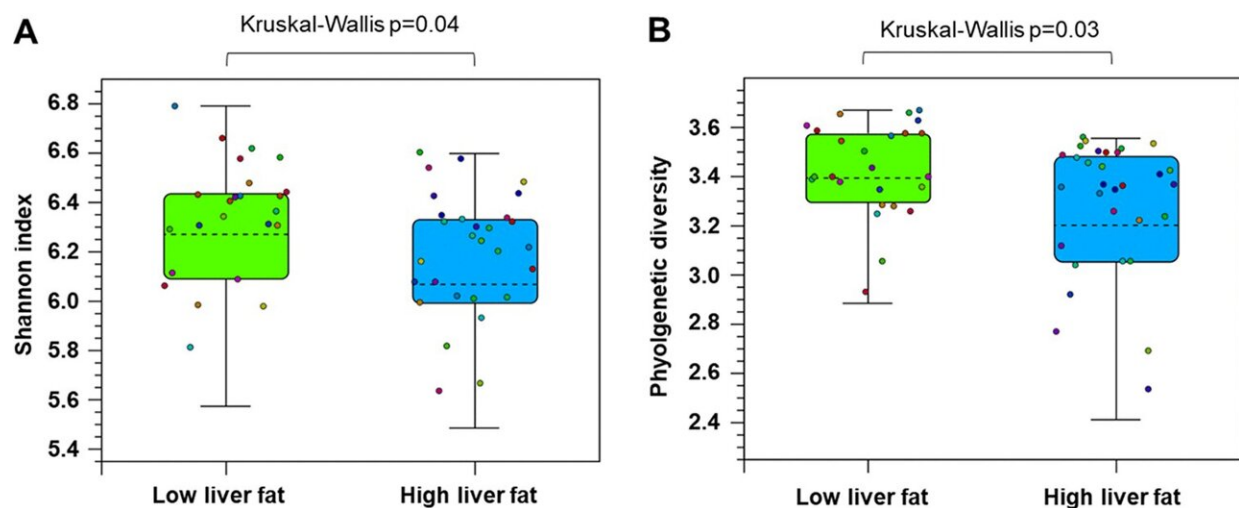 A
Kruskal-Wallis p=0.04
Shannon index
6.8
6.6
6.4
6.2
6.0
5.8
5.6
5.4
Low liver fat
High liver fat
B
Kruskal-Wallis p=0.03
Phyolgenetic diversity
3.6
3.4
3.2
3.0
2.8
2.6
2.4
Low liver fat
High liver fat